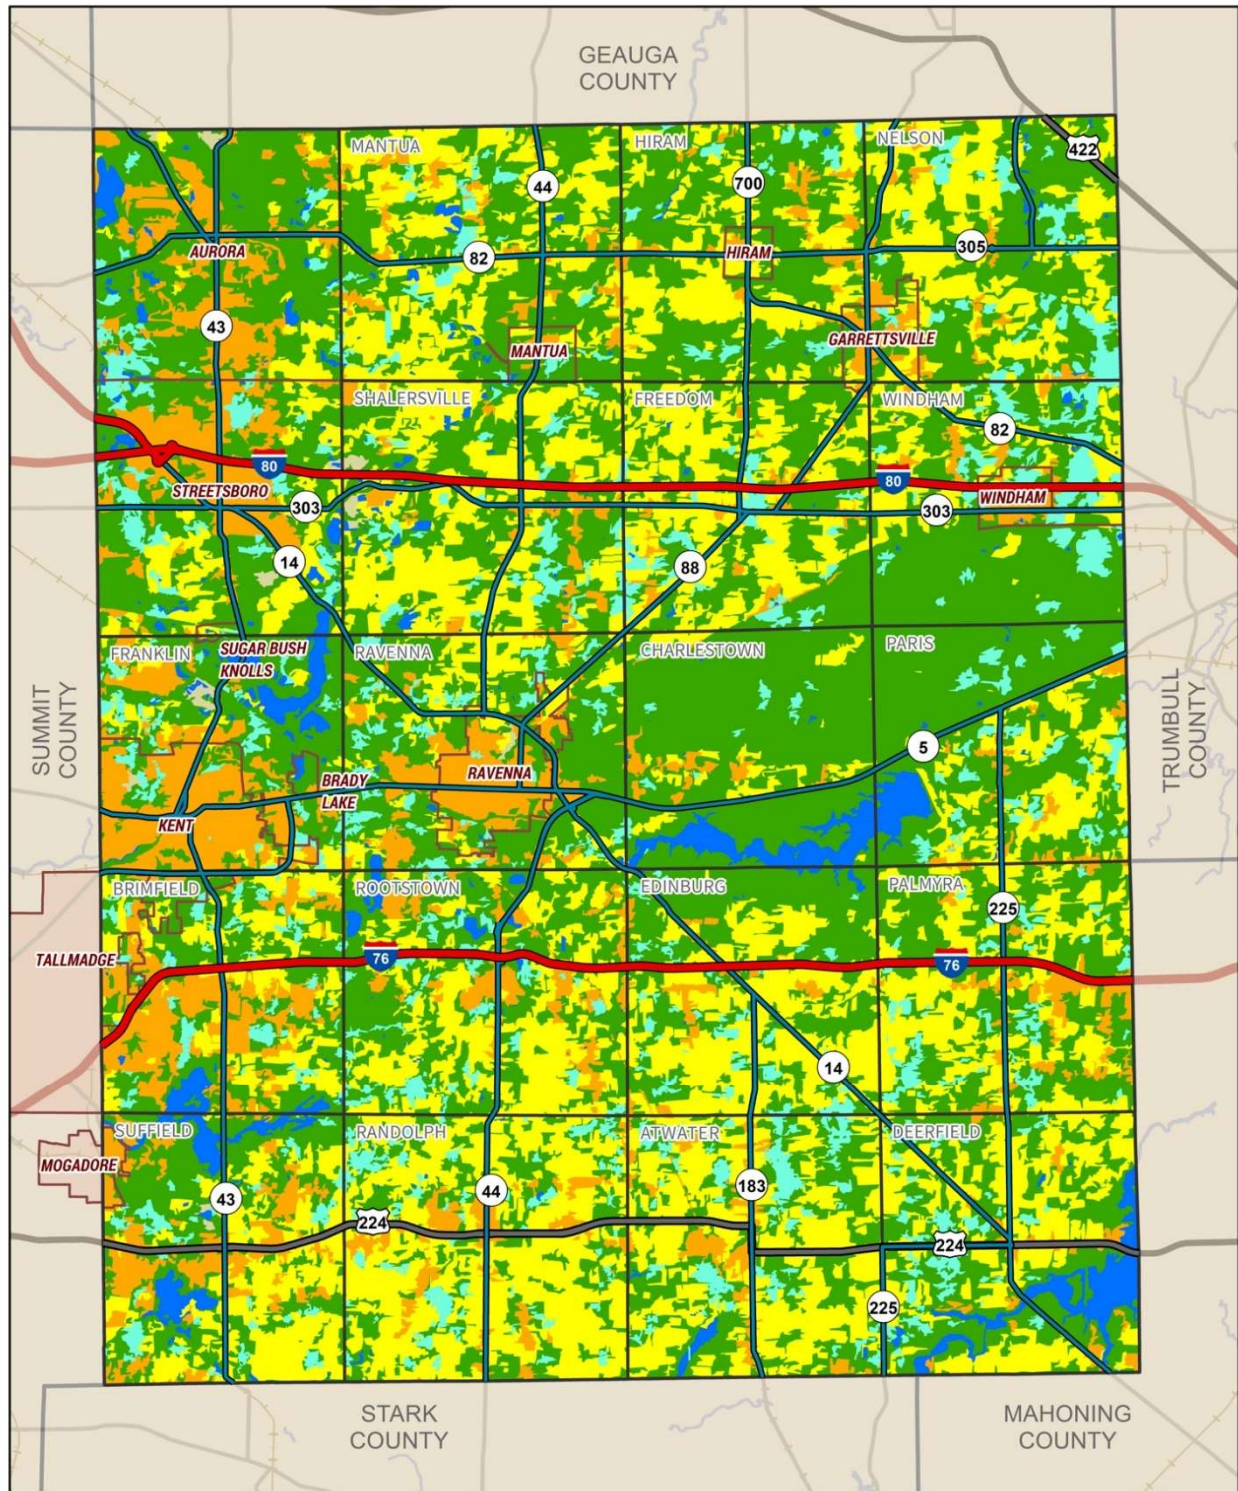 GEAUGA
COUNTY
422
MANTUA
HIRAM
NELSON
44
700
AURORA
82
HIRAM
305
43
MANTUA
GARRETTSVILLE
SHALERSVILLE
FREEDOM
WINDHAM
82
80
80
STREETSBORO
WINDHAM
303
303
14
88
FRANKLIN
SUGAR BUSH
KNOLLS
RAVENNA
CHARLESTOWN
PARIS
SUMMIT
COUNTY
TRUMBULL
COUNTY
5
RAVENNA
BRADY
LAKE
KENT
BRIMFIELD
ROOTSTOWN
EDINBURG
PALMYRA
225
TALLMADGE
76
76
14
SUFFIELD
RANDOLPH
ATWATER
DEERFIELD
MOGADORE
43
44
183
224
224
225
STARK
COUNTY
MAHONING
COUNTY